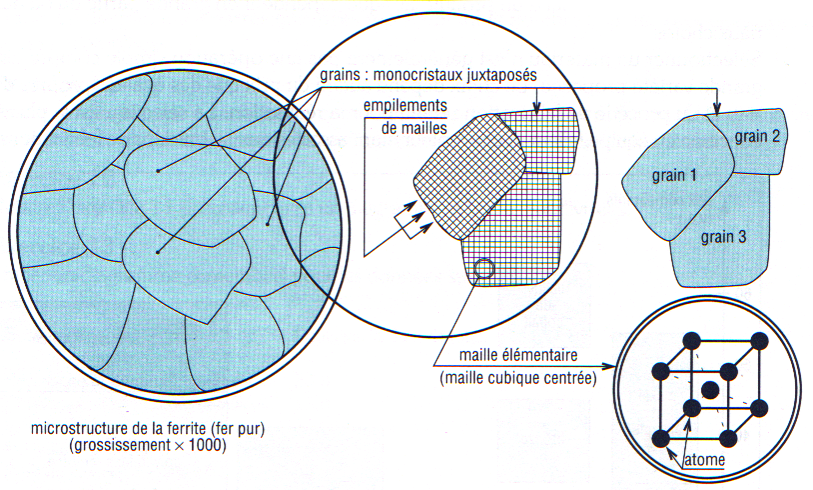 grains : monocristaux juxtaposés
empilements
de mailles
grain 1
grain 2
grain 3
maille élémentaire
(maille cubique centrée)
atome
microstructure de la ferrite (fer pur)
(grossissement × 1000)